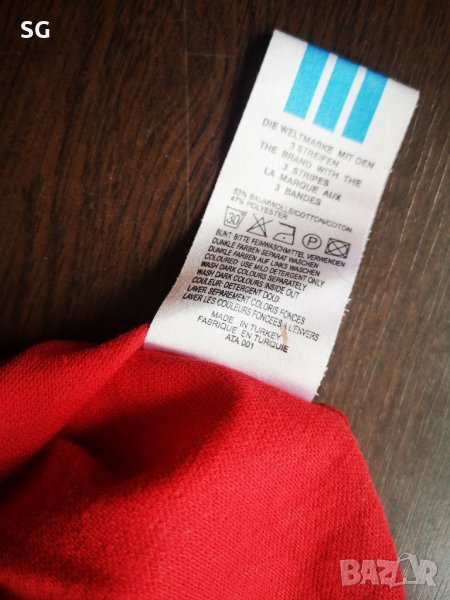 SG
DIE WELTMARKE MIT DEN
3 STREIFEN
THE BRAND WITH THE
3 STRIPES
LA MARQUE AUX
3 BANDES
53% BAUMWOLLE/COTTON/COTON
47% POLYESTER
30 P
BUNT BITTE FEINWASCHMITTEL VERWENDEN
DUNKLE FARBEN SEPARAT WASCHEN
DUNKLE FARBEN AUF LINKS WASCHEN
COLOURED: USE MILD DETERGENT ONLY
WASH DARK COLOURS SEPARATELY
WASH DARK COLOURS INSIDE OUT
COULEUR: DETERGENT DOUX
LAVER SEPAREMENT COLORIS FONCES
LAVER LES COULEURS FONCEES A L'ENVERS
MADE IN TURKEY
FABRIQUE EN TURQUIE
ATA 001
BAZAR